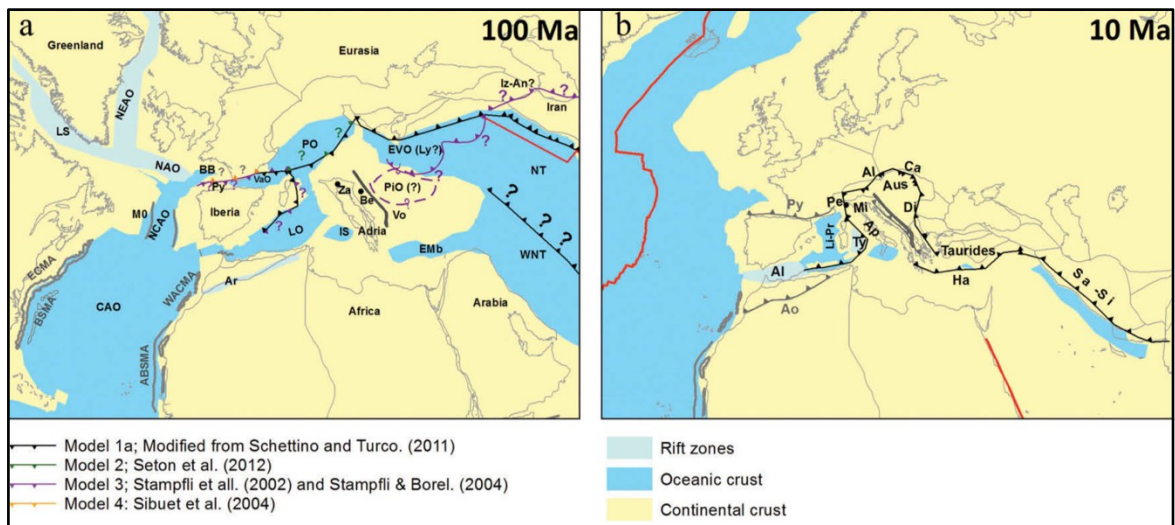 a
100 Ma
Greenland
Eurasia
Iz-An?
?
Iran
NEAO
LS
PO
?
?
?
EVO (Ly?)
?
NT
NAO
BB ?
?
?
VaO
Py
?
?
?
Za
PiO (?)
Be
?
?
Iberia
M0
NCAO
?
LO
IS
Adria
Vo
?
?
EMb
WNT
ECMA
BSMA
WACMA
Ar
CAO
Africa
Arabia
ABSMA
b
10 Ma
Al
Ca
Aus
Pe
Mi
Di
Py
Li-Pr
Ap
Ty
Taurides
Al
Ha
Sa -Si
Ao
Model 1a; Modified from Schettino and Turco. (2011)
Model 2; Seton et al. (2012)
Model 3; Stampfli et all. (2002) and Stampfli & Borel. (2004)
Model 4: Sibuet et al. (2004)
Rift zones
Oceanic crust
Continental crust